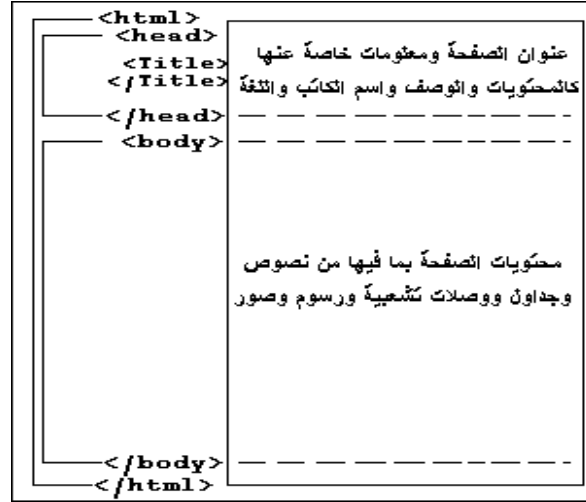 <html>
<head>
<Title>
</Title>
عنوان الصفحة ومعلومات خاصة عنها
كالمحتويات والوصف واسم الكاتب واللغة
</head>
<body>
محتويات الصفحة بما فيها من نصوص
وجداول ووصلات تشعبية ورسوم وصور
</body>
</html>